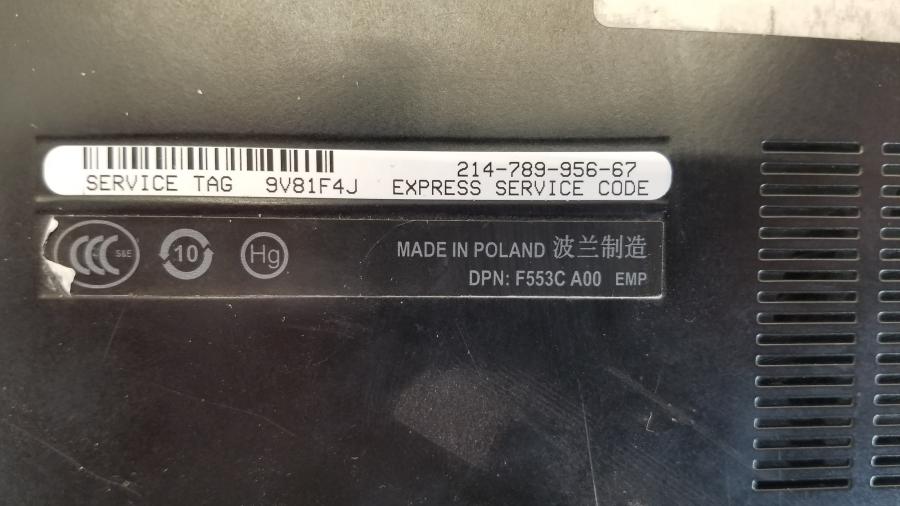 214-789-956-67
SERVICE TAG 9V81F4J EXPRESS SERVICE CODE
CCC S&E 10 Hg MADE IN POLAND 波兰制造
DPN: F553C A00 EMP